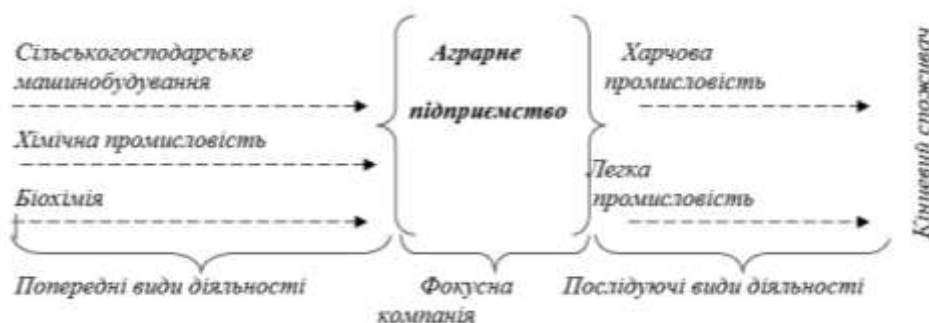 Сільськогосподарське
машинобудування
Хімічна промисловість
Біохімія
Аграрне
підприємство
Харчова
промисловість
Легка
промисловість
Кінцевий споживач
Попередні види діяльності
Фокусна
компанія
Послідуючі види діяльності